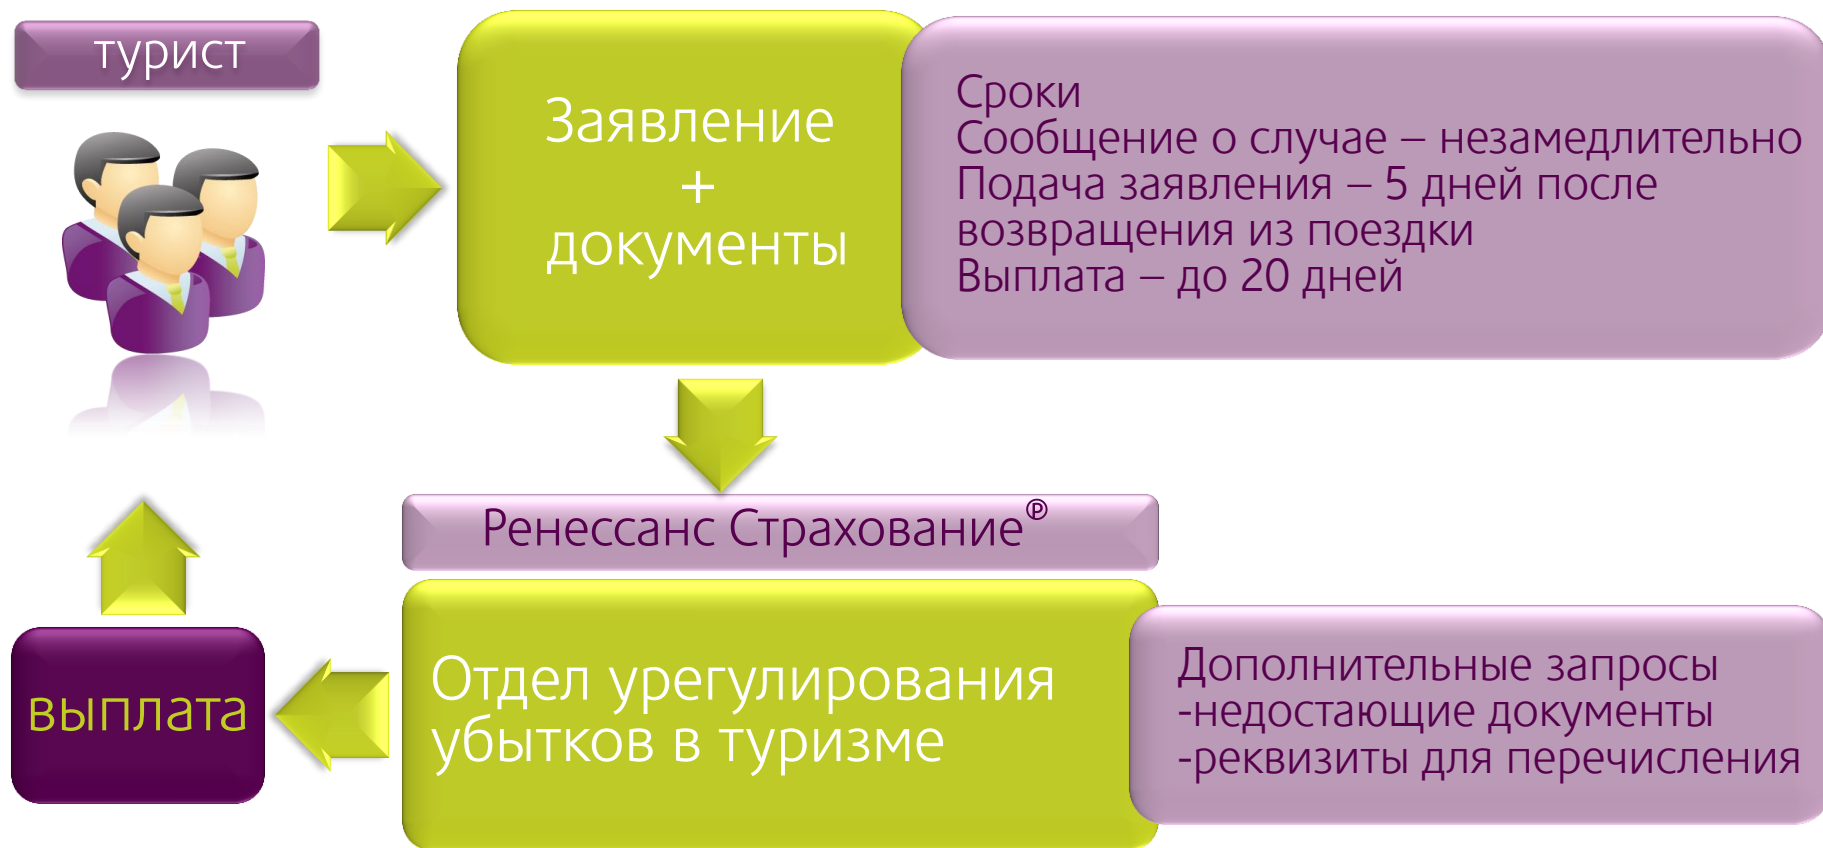 турист
Заявление
+
документы
Сроки
Сообщение о случае – незамедлительно
Подача заявления – 5 дней после
возвращения из поездки
Выплата – до 20 дней
Ренессанс Страхование℗
Отдел урегулирования
убытков в туризме
Дополнительные запросы
-недостающие документы
-реквизиты для перечисления
выплата